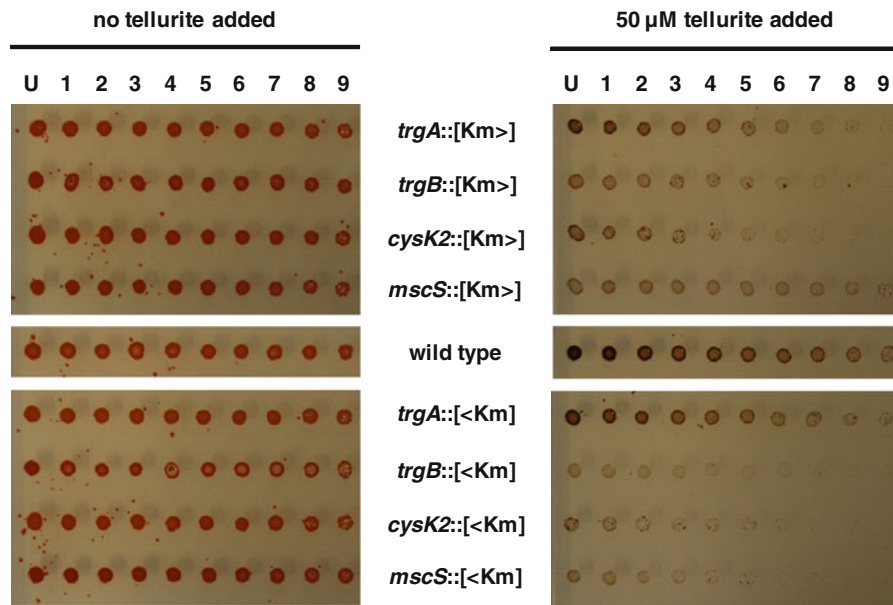 no tellurite added
50 µM tellurite added
U 1 2 3 4 5 6 7 8 9
U 1 2 3 4 5 6 7 8 9
trgA::[Km>]
trgB::[Km>]
cysK2::[Km>]
mscS::[Km>]
wild type
trgA::[<Km]
trgB::[<Km]
cysK2::[<Km]
mscS::[<Km]